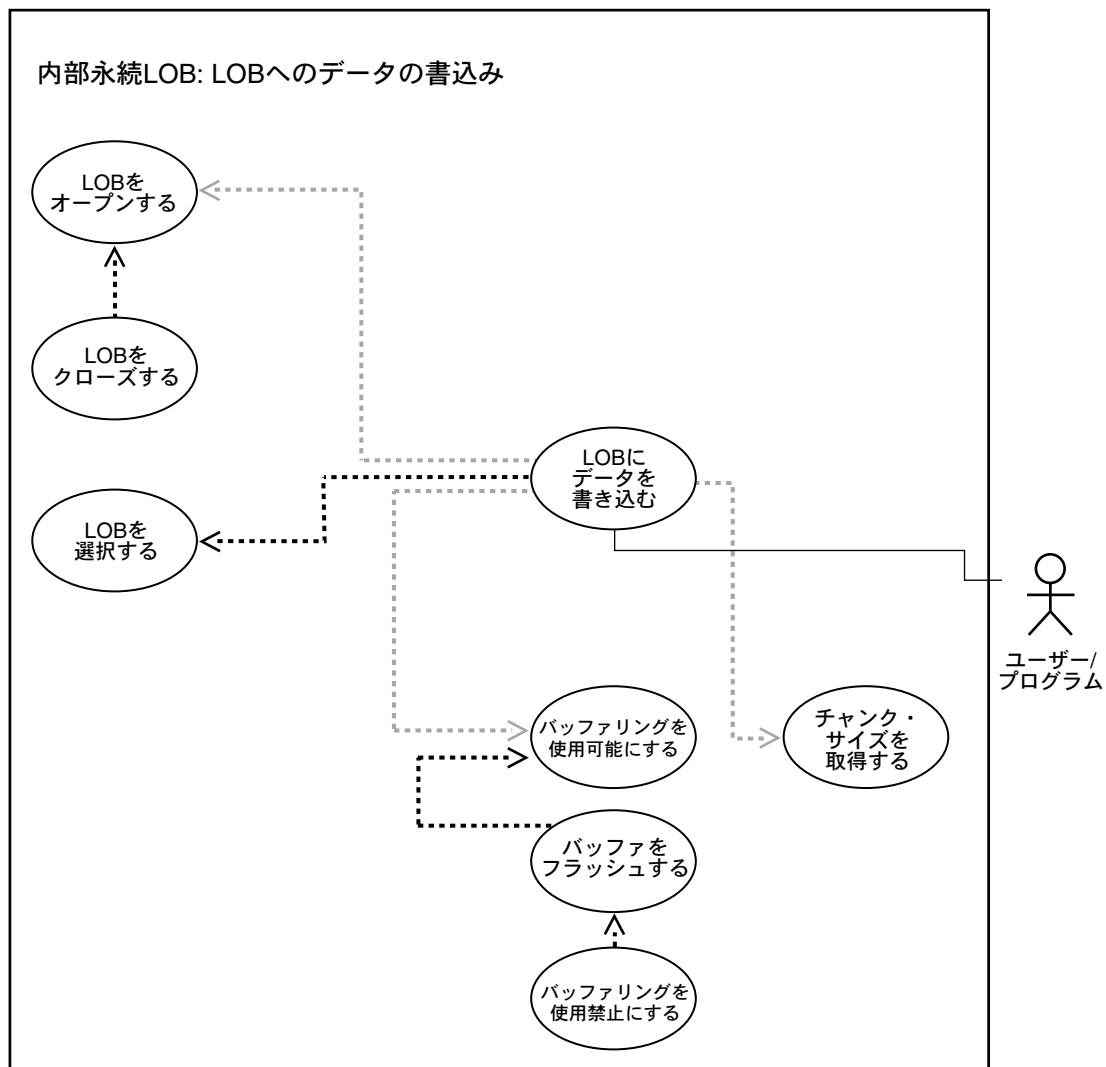 内部永続LOB: LOBへのデータの書込み
LOBを
オープンする
LOBを
クローズする
LOBに
データを
書き込む
LOBを
選択する
ユーザー/
プログラム
バッファリングを
使用可能にする
チャンク・
サイズを
取得する
バッファを
フラッシュする
バッファリングを
使用禁止にする